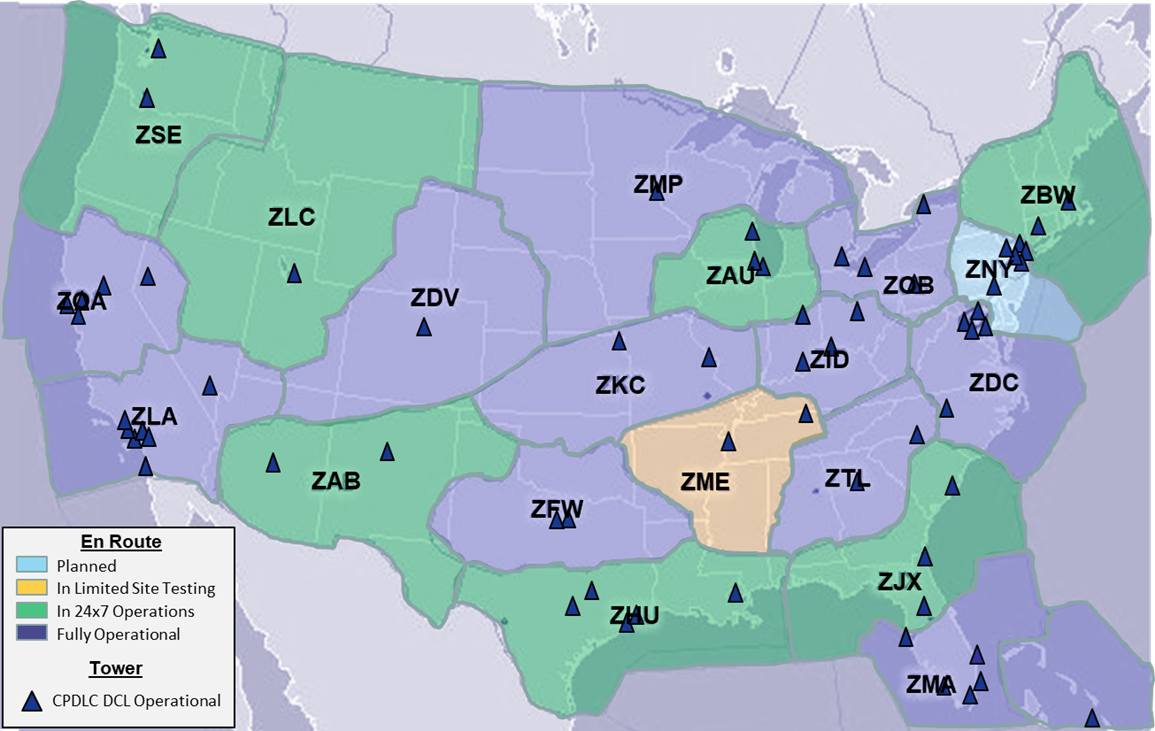 ZSE
ZLC
ZMP
ZBW
ZAU
ZNY
ZOA
ZDV
ZOB
ZID
ZKC
ZDC
ZLA
ZAB
ZME
ZTL
ZFW
ZJX
ZHU
ZMA
En Route
Planned
In Limited Site Testing
In 24x7 Operations
Fully Operational
Tower
CPDLC DCL Operational